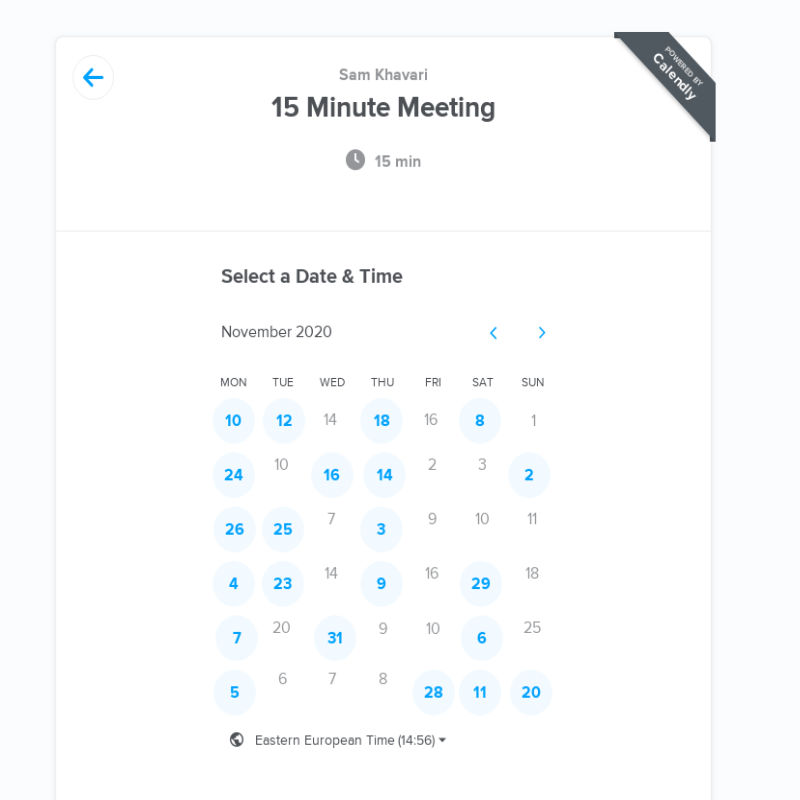 POWERED BY
Calendly
Sam Khavari
15 Minute Meeting
15 min
Select a Date & Time
November 2020
MON TUE WED THU FRI SAT SUN
10 12 14 18 16 8 1
24 10 16 14 2 3 2
26 25 7 3 9 10 11
4 23 14 9 16 29 18
7 20 31 9 10 6 25
5 6 7 8 28 11 20
Eastern European Time (14:56)